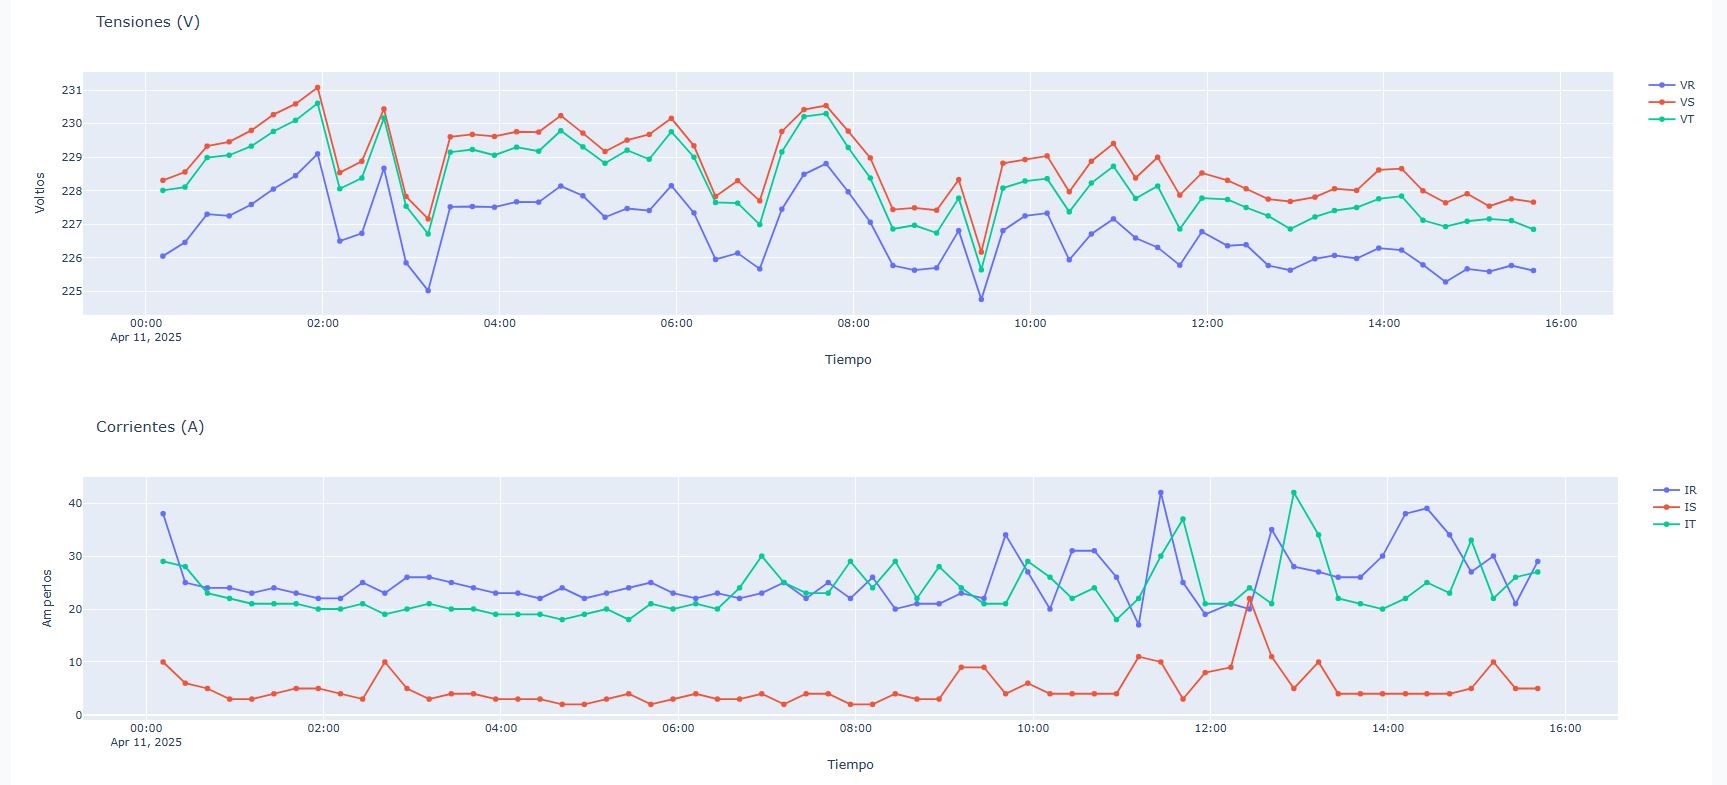 Tensiones (V)
231
230
229
228
227
226
225
Voltios
VR
VS
VT
00:00 02:00 04:00 06:00 08:00 10:00 12:00 14:00 16:00
Apr 11, 2025
Tiempo
Corrientes (A)
40
30
20
10
0
Amperios
IR
IS
IT
00:00 02:00 04:00 06:00 08:00 10:00 12:00 14:00 16:00
Apr 11, 2025
Tiempo